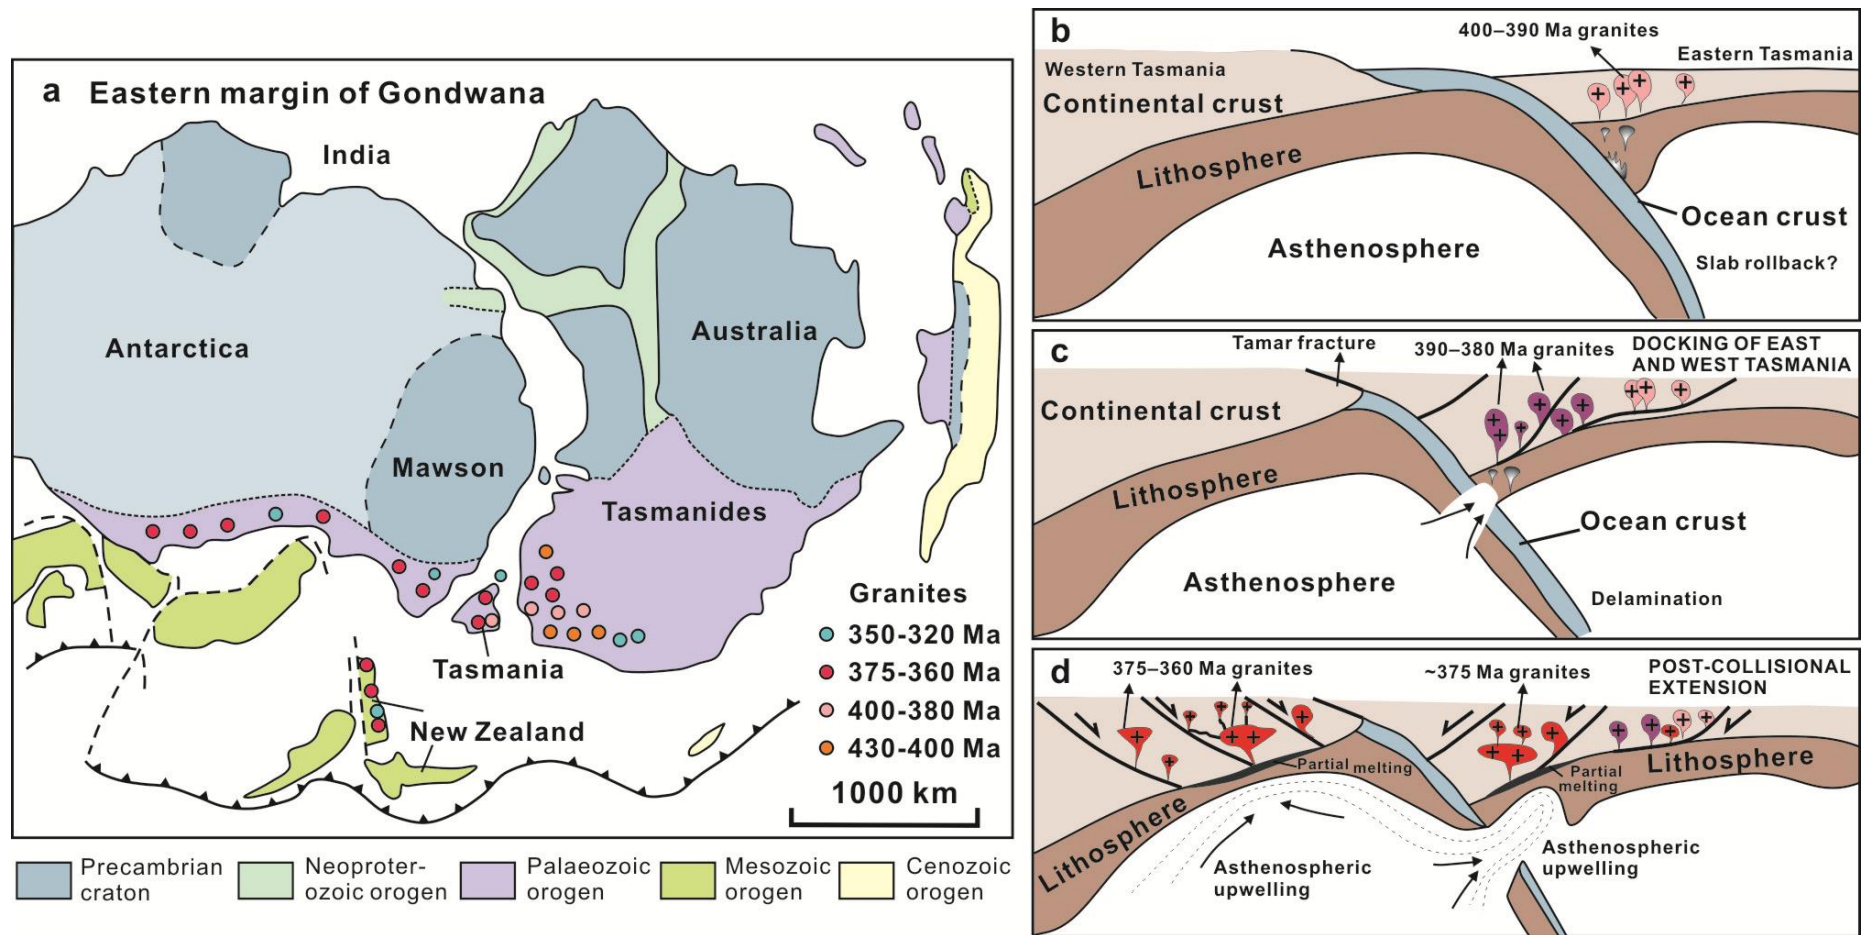 a Eastern margin of Gondwana
India
Antarctica
Australia
Mawson
Tasmanides
Tasmania
New Zealand
Granites
350-320 Ma
375-360 Ma
400-380 Ma
430-400 Ma
1000 km
Precambrian
craton
Neoproter-
ozoic orogen
Palaeozoic
orogen
Mesozoic
orogen
Cenozoic
orogen
b
400–390 Ma granites
Western Tasmania
Eastern Tasmania
Continental crust
Lithosphere
Ocean crust
Asthenosphere
Slab rollback?
c
Tamar fracture
390–380 Ma granites
DOCKING OF EAST
AND WEST TASMANIA
Continental crust
Lithosphere
Ocean crust
Asthenosphere
Delamination
d
375–360 Ma granites
~375 Ma granites
POST-COLLISIONAL
EXTENSION
Partial melting
Partial
melting
Lithosphere
Lithosphere
Asthenospheric
upwelling
Asthenospheric
upwelling